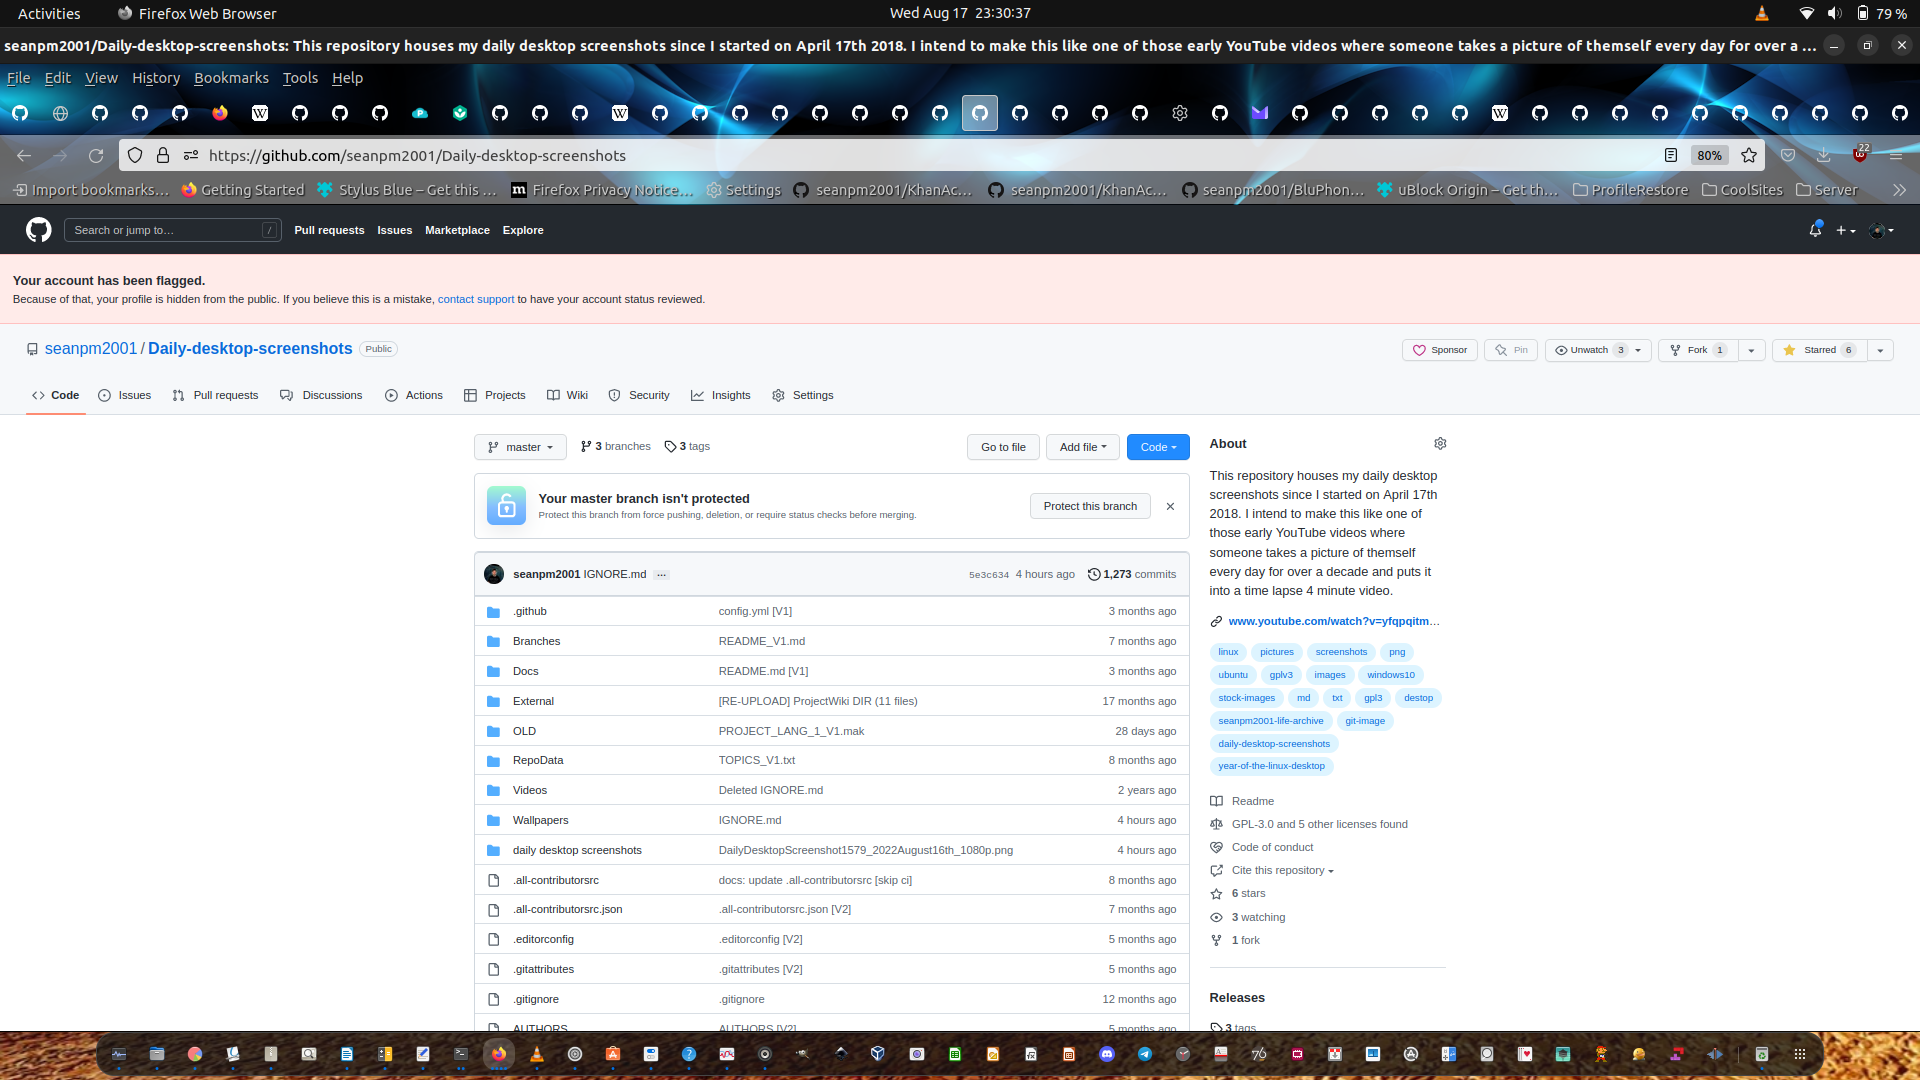 Activities Firefox Web Browser Wed Aug 17 23:30:37 79 %
seanpm2001/Daily-desktop-screenshots: This repository houses my daily desktop screenshots since I started on April 17th 2018. I intend to make this like one of those early YouTube videos where someone takes a picture of themself every day for over a ...
File Edit View History Bookmarks Tools Help
https://github.com/seanpm2001/Daily-desktop-screenshots 80% 22
Import bookmarks... Getting Started Stylus Blue – Get this ... Firefox Privacy Notice... Settings seanpm2001/KhanAc... seanpm2001/KhanAc... seanpm2001/BluPhon... uBlock Origin – Get th... ProfileRestore CoolSites Server
Search or jump to... / Pull requests Issues Marketplace Explore
Your account has been flagged.
Because of that, your profile is hidden from the public. If you believe this is a mistake, contact support to have your account status reviewed.
seanpm2001 / Daily-desktop-screenshots Public Sponsor Pin Unwatch 3 Fork 1 Starred 6
Code Issues Pull requests Discussions Actions Projects Wiki Security Insights Settings
master 3 branches 3 tags Go to file Add file Code
Your master branch isn't protected
Protect this branch from force pushing, deletion, or require status checks before merging.
Protect this branch
seanpm2001 IGNORE.md ... 5e3c634 4 hours ago 1,273 commits
.github config.yml [V1] 3 months ago
Branches README_V1.md 7 months ago
Docs README.md [V1] 3 months ago
External [RE-UPLOAD] ProjectWiki DIR (11 files) 17 months ago
OLD PROJECT_LANG_1_V1.mak 28 days ago
RepoData TOPICS_V1.txt 8 months ago
Videos Deleted IGNORE.md 2 years ago
Wallpapers IGNORE.md 4 hours ago
daily desktop screenshots DailyDesktopScreenshot1579_2022August16th_1080p.png 4 hours ago
.all-contributorsrc docs: update .all-contributorsrc [skip ci] 8 months ago
.all-contributorsrc.json .all-contributorsrc.json [V2] 7 months ago
.editorconfig .editorconfig [V2] 5 months ago
.gitattributes .gitattributes [V2] 5 months ago
.gitignore .gitignore 12 months ago
AUTHORS AUTHORS [V2] 5 months ago
About
This repository houses my daily desktop
screenshots since I started on April 17th
2018. I intend to make this like one of
those early YouTube videos where
someone takes a picture of themself
every day for over a decade and puts it
into a time lapse 4 minute video.
www.youtube.com/watch?v=yfqpqitm...
linux pictures screenshots png
ubuntu gplv3 images windows10
stock-images md txt gpl3 destop
seanpm2001-life-archive git-image
daily-desktop-screenshots
year-of-the-linux-desktop
Readme
GPL-3.0 and 5 other licenses found
Code of conduct
Cite this repository
6 stars
3 watching
1 fork
Releases
3 tags